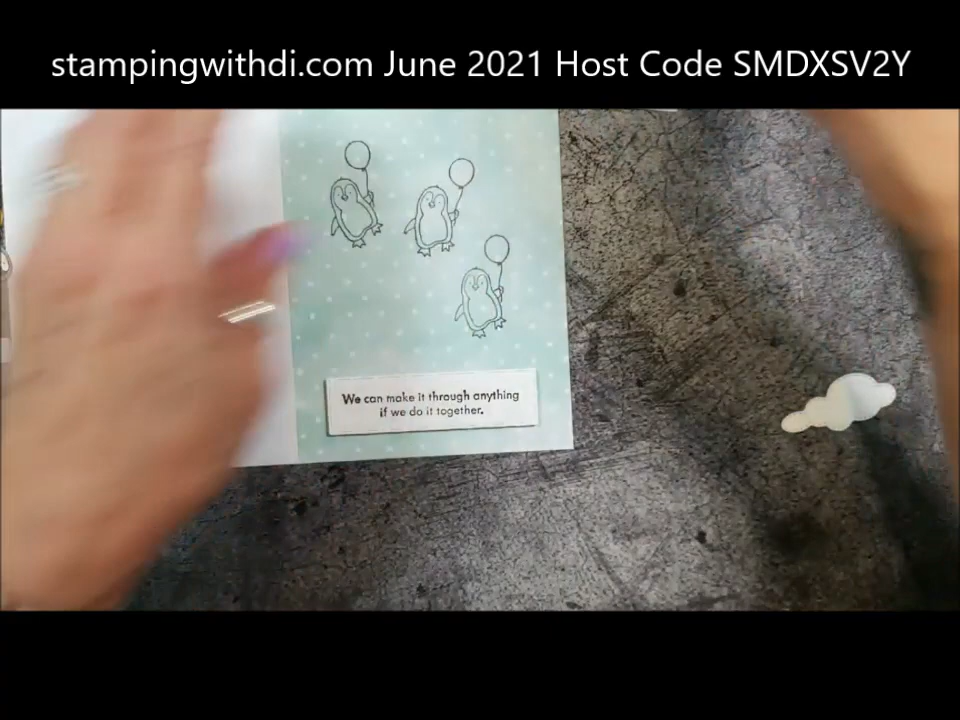 stampingwithdi.com June 2021 Host Code SMDXSV2Y
We can make it through anything
if we do it together.